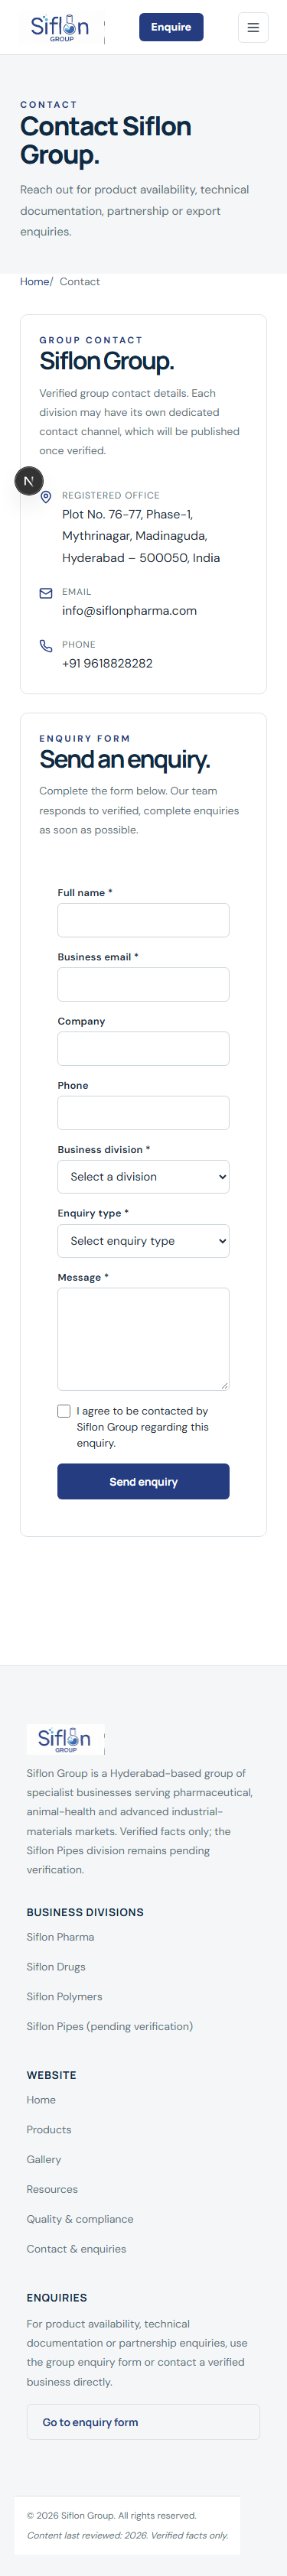 Siflon
GROUP
Enquire
CONTACT
Contact Siflon
Group.
Reach out for product availability, technical
documentation, partnership or export
enquiries.
Home/ Contact
GROUP CONTACT
Siflon Group.
Verified group contact details. Each
division may have its own dedicated
contact channel, which will be published
once verified.
N
REGISTERED OFFICE
Plot No. 76-77, Phase-1,
Mythrinagar, Madinaguda,
Hyderabad – 500050, India
EMAIL
info@siflonpharma.com
PHONE
+91 9618828282
ENQUIRY FORM
Send an enquiry.
Complete the form below. Our team
responds to verified, complete enquiries
as soon as possible.
Full name *
Business email *
Company
Phone
Business division *
Select a division
Enquiry type *
Select enquiry type
Message *
I agree to be contacted by
Siflon Group regarding this
enquiry.
Send enquiry
Siflon
GROUP
Siflon Group is a Hyderabad-based group of
specialist businesses serving pharmaceutical,
animal-health and advanced industrial-
materials markets. Verified facts only; the
Siflon Pipes division remains pending
verification.
BUSINESS DIVISIONS
Siflon Pharma
Siflon Drugs
Siflon Polymers
Siflon Pipes (pending verification)
WEBSITE
Home
Products
Gallery
Resources
Quality & compliance
Contact & enquiries
ENQUIRIES
For product availability, technical
documentation or partnership enquiries, use
the group enquiry form or contact a verified
business directly.
Go to enquiry form
© 2026 Siflon Group. All rights reserved.
Content last reviewed: 2026. Verified facts only.